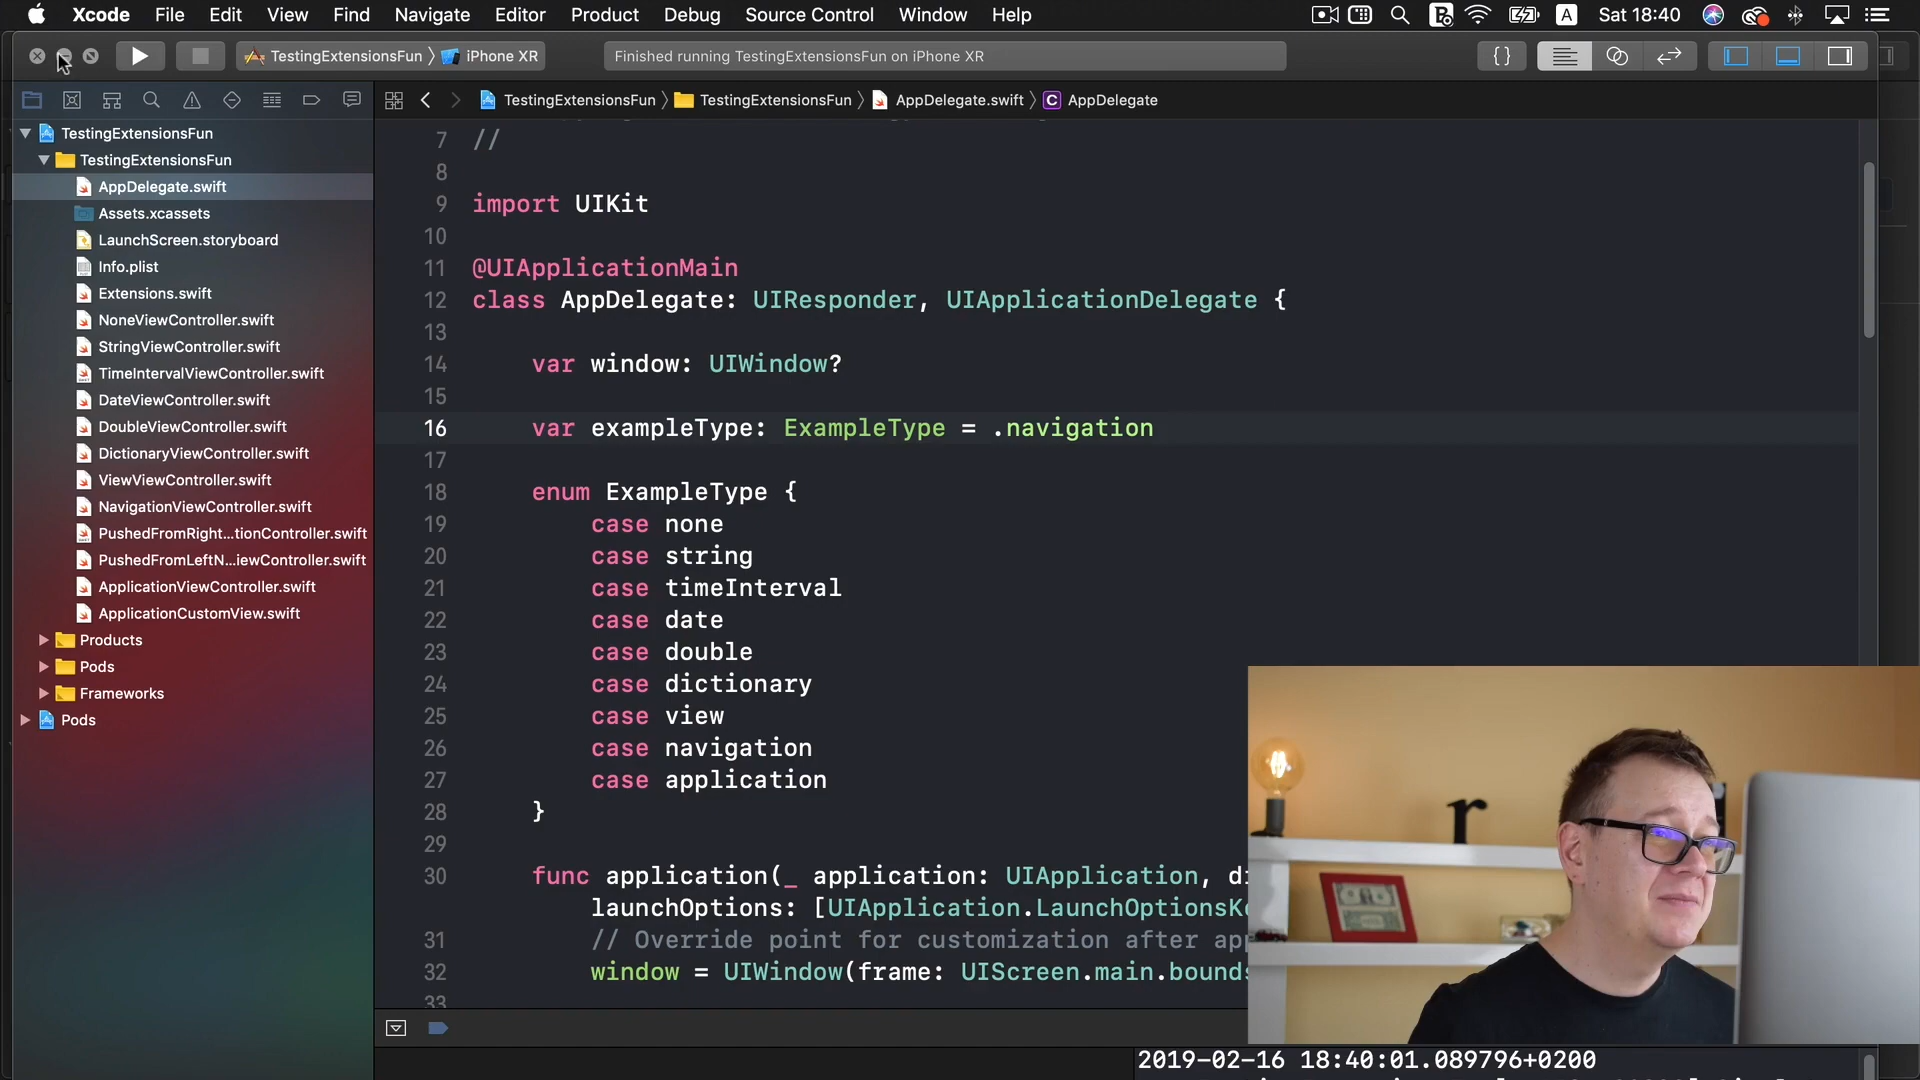 Xcode File Edit View Find Navigate Editor Product Debug Source Control Window Help
A Sat 18:40
TestingExtensionsFun iPhone XR
Finished running TestingExtensionsFun on iPhone XR
{}
TestingExtensionsFun TestingExtensionsFun AppDelegate.swift C AppDelegate
TestingExtensionsFun
TestingExtensionsFun
AppDelegate.swift
Assets.xcassets
LaunchScreen.storyboard
Info.plist
Extensions.swift
NoneViewController.swift
StringViewController.swift
TimeIntervalViewController.swift
DateViewController.swift
DoubleViewController.swift
DictionaryViewController.swift
ViewViewController.swift
NavigationViewController.swift
PushedFromRight...tionController.swift
PushedFromLeftN...iewController.swift
ApplicationViewController.swift
ApplicationCustomView.swift
Products
Pods
Frameworks
Pods
7 //
8
9 import UIKit
10
11 @UIApplicationMain
12 class AppDelegate: UIResponder, UIApplicationDelegate {
13
14 var window: UIWindow?
15
16 var exampleType: ExampleType = .navigation
17
18 enum ExampleType {
19 case none
20 case string
21 case timeInterval
22 case date
23 case double
24 case dictionary
25 case view
26 case navigation
27 case application
28 }
29
30 func application(_ application: UIApplication, di
launchOptions: [UIApplication.LaunchOptionsKe
31 // Override point for customization after app
32 window = UIWindow(frame: UIScreen.main.bounds
33
r
2019-02-16 18:40:01.089796+0200